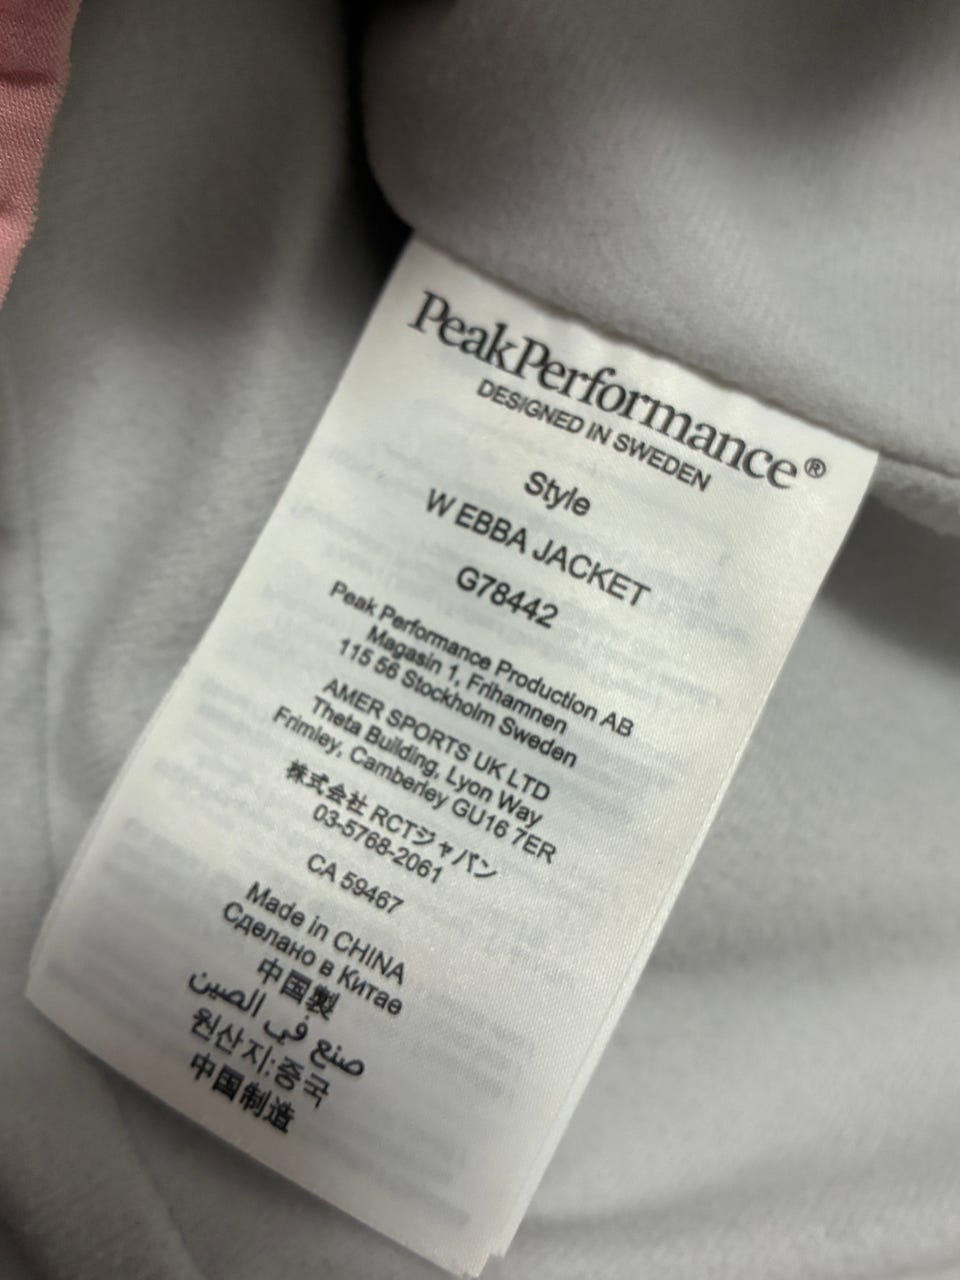 PeakPerformance®
DESIGNED IN SWEDEN
Style
W EBBA JACKET
G78442
Peak Performance Production AB
Magasin 1, Frihamnen
115 56 Stockholm Sweden
AMER SPORTS UK LTD
Theta Building, Lyon Way
Frimley, Camberley GU16 7ER
株式会社 RCTジャパン
03-5768-2061
CA 59467
Made in CHINA
Сделано в Китае
中国製
صنع في الصين
원산지:중국
中国制造